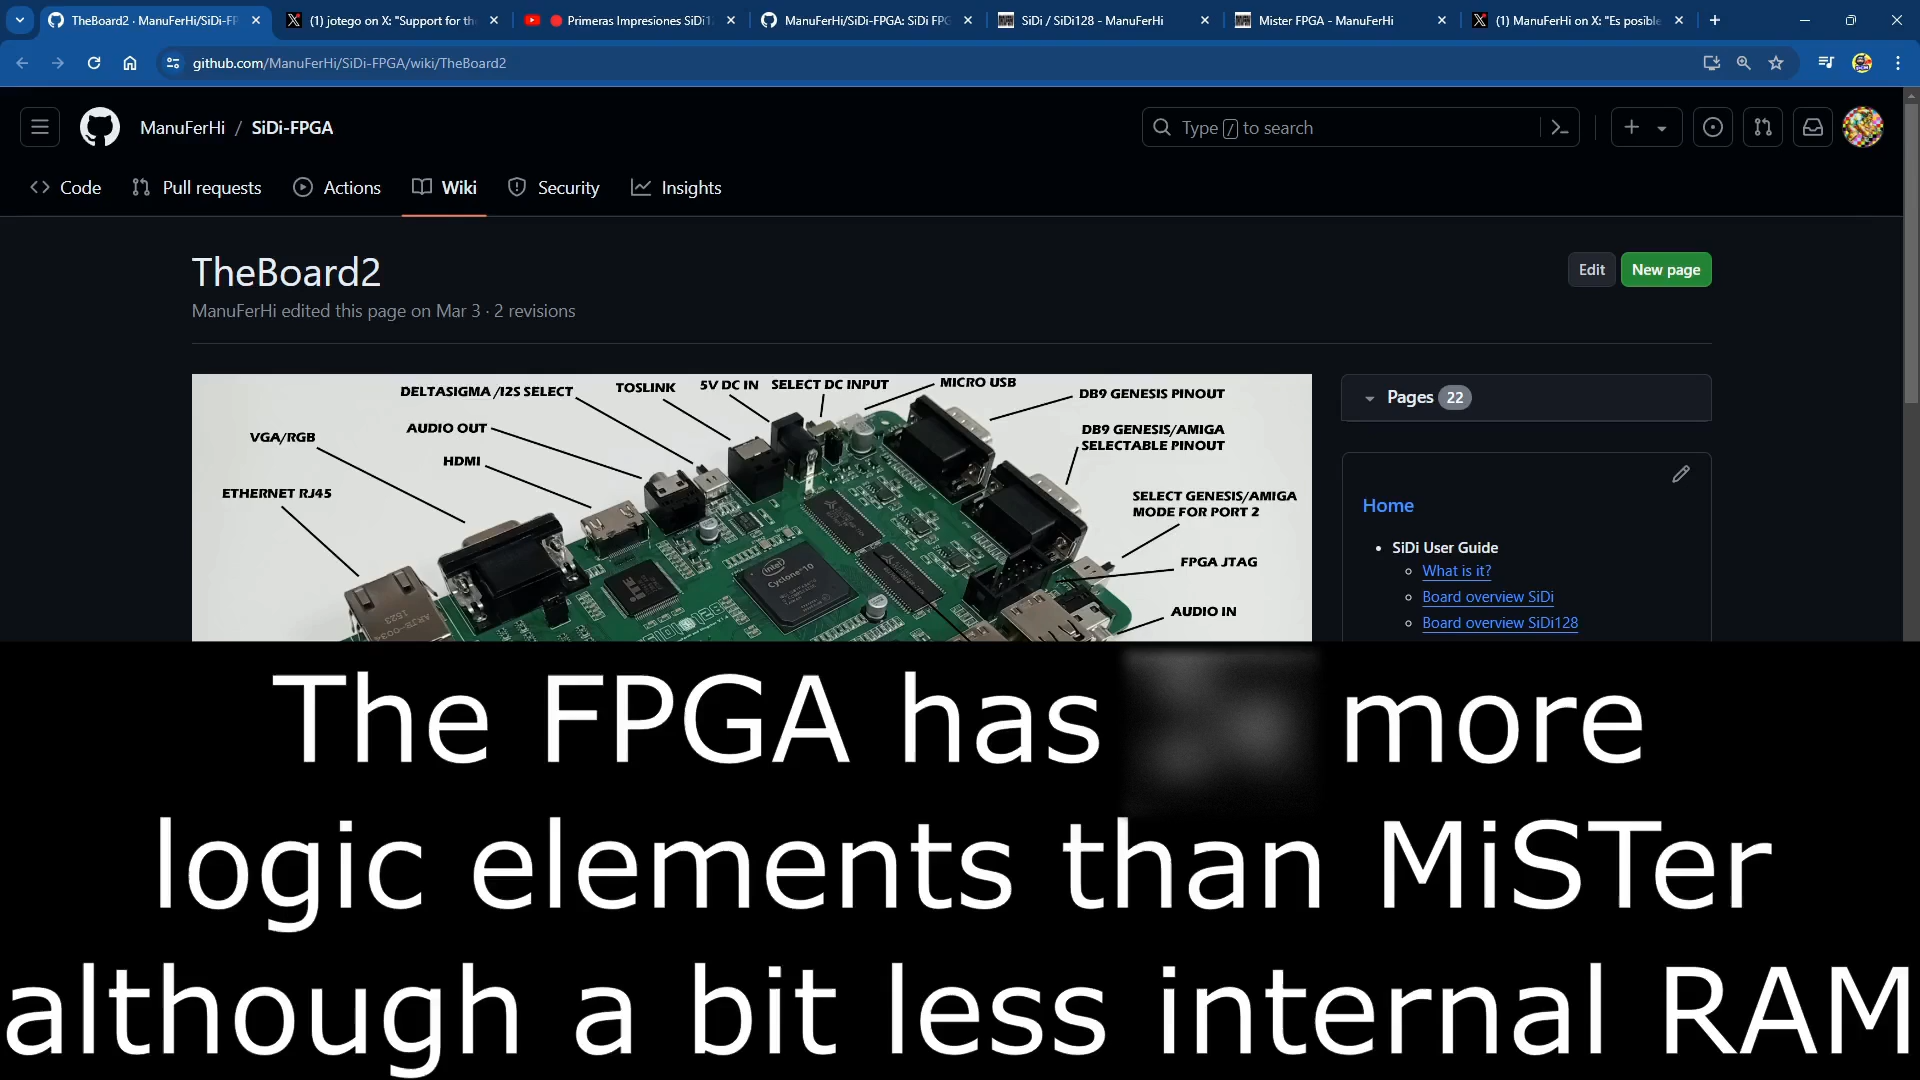 TheBoard2 · ManuFerHi/SiDi-FP
(1) jotego on X: "Support for the
Primeras Impresiones SiDi1
ManuFerHi/SiDi-FPGA: SiDi FPG
SiDi / SiDi128 - ManuFerHi
Mister FPGA - ManuFerHi
(1) ManuFerHi on X: "Es posible
github.com/ManuFerHi/SiDi-FPGA/wiki/TheBoard2
ManuFerHi / SiDi-FPGA
Type / to search
Code
Pull requests
Actions
Wiki
Security
Insights
TheBoard2
Edit
New page
ManuFerHi edited this page on Mar 3 · 2 revisions
DELTASIGMA /I2S SELECT
TOSLINK
5V DC IN
SELECT DC INPUT
MICRO USB
DB9 GENESIS PINOUT
AUDIO OUT
VGA/RGB
DB9 GENESIS/AMIGA
SELECTABLE PINOUT
HDMI
ETHERNET RJ45
SELECT GENESIS/AMIGA
MODE FOR PORT 2
FPGA JTAG
AUDIO IN
intel
Cyclone 10
Pages 22
Home
SiDi User Guide
What is it?
Board overview SiDi
Board overview SiDi128
The FPGA has more
logic elements than MiSTer
although a bit less internal RAM